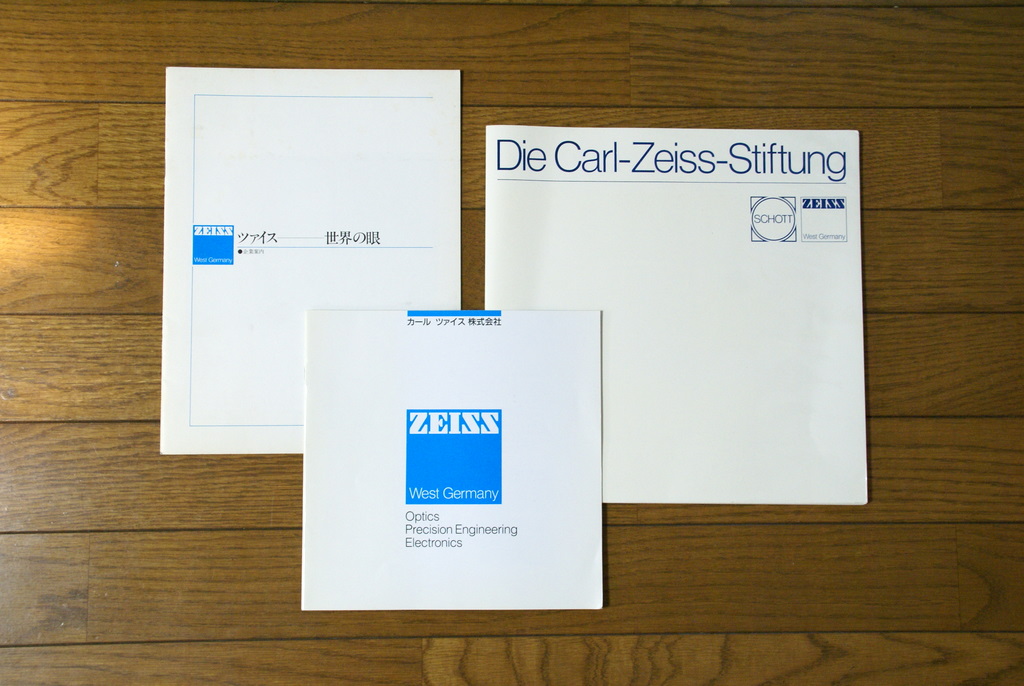 ZEISS
West Germany
ツァイス———世界の眼
●企業案内
Die Carl-Zeiss-Stiftung
SCHOTT
ZEISS
West Germany
カール ツァイス 株式会社
ZEISS
West Germany
Optics
Precision Engineering
Electronics